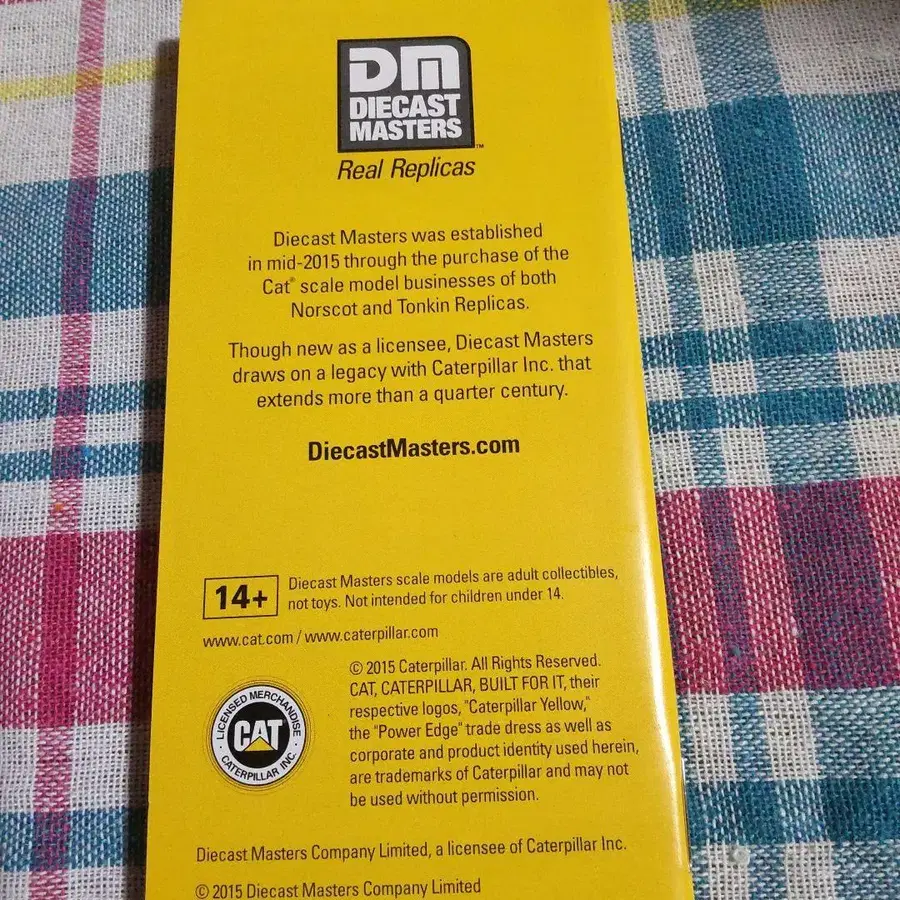 DM
DIECAST
MASTERS™
Real Replicas
Diecast Masters was established
in mid-2015 through the purchase of the
Cat® scale model businesses of both
Norscot and Tonkin Replicas.
Though new as a licensee, Diecast Masters
draws on a legacy with Caterpillar Inc. that
extends more than a quarter century.
DiecastMasters.com
14+
Diecast Masters scale models are adult collectibles,
not toys. Not intended for children under 14.
www.cat.com / www.caterpillar.com
LICENSED MERCHANDISE
CAT
CATERPILLAR INC.
© 2015 Caterpillar. All Rights Reserved.
CAT, CATERPILLAR, BUILT FOR IT, their
respective logos, "Caterpillar Yellow,"
the "Power Edge" trade dress as well as
corporate and product identity used herein,
are trademarks of Caterpillar and may not
be used without permission.
Diecast Masters Company Limited, a licensee of Caterpillar Inc.
© 2015 Diecast Masters Company Limited